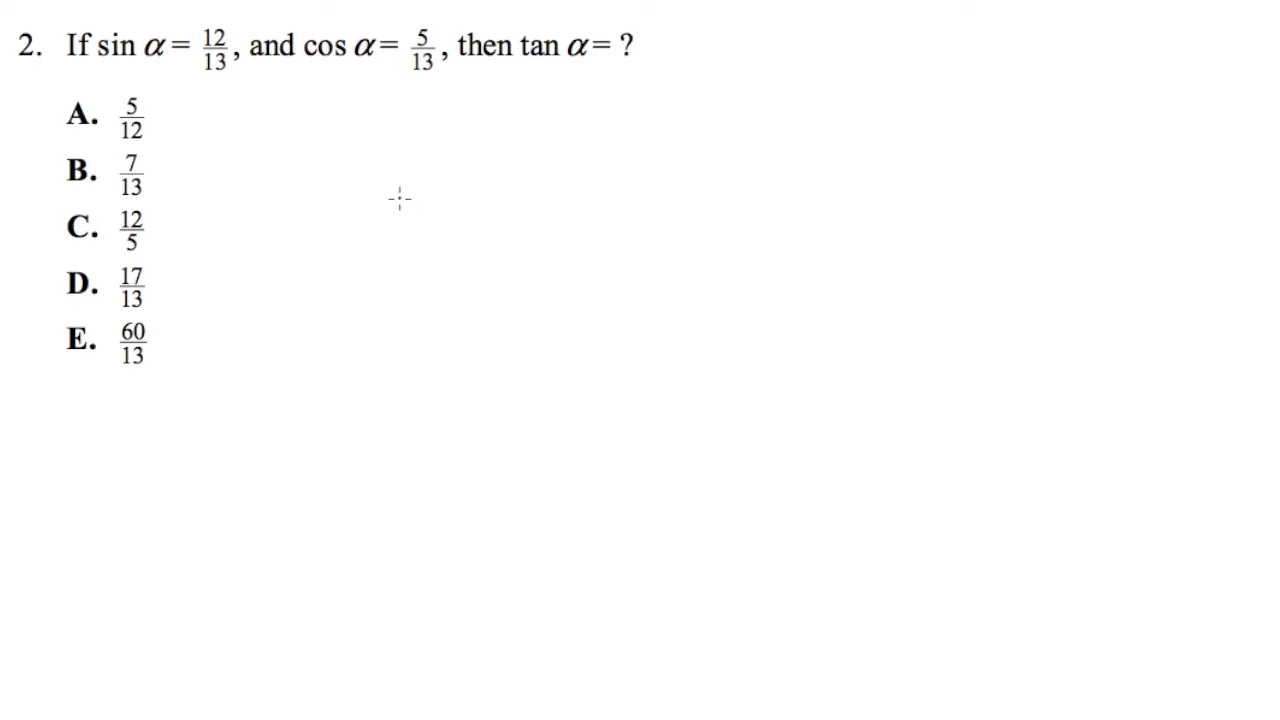 2. If sin α = 12/13, and cos α = 5/13, then tan α = ?
A. 5/12
B. 7/13
C. 12/5
D. 17/13
E. 60/13